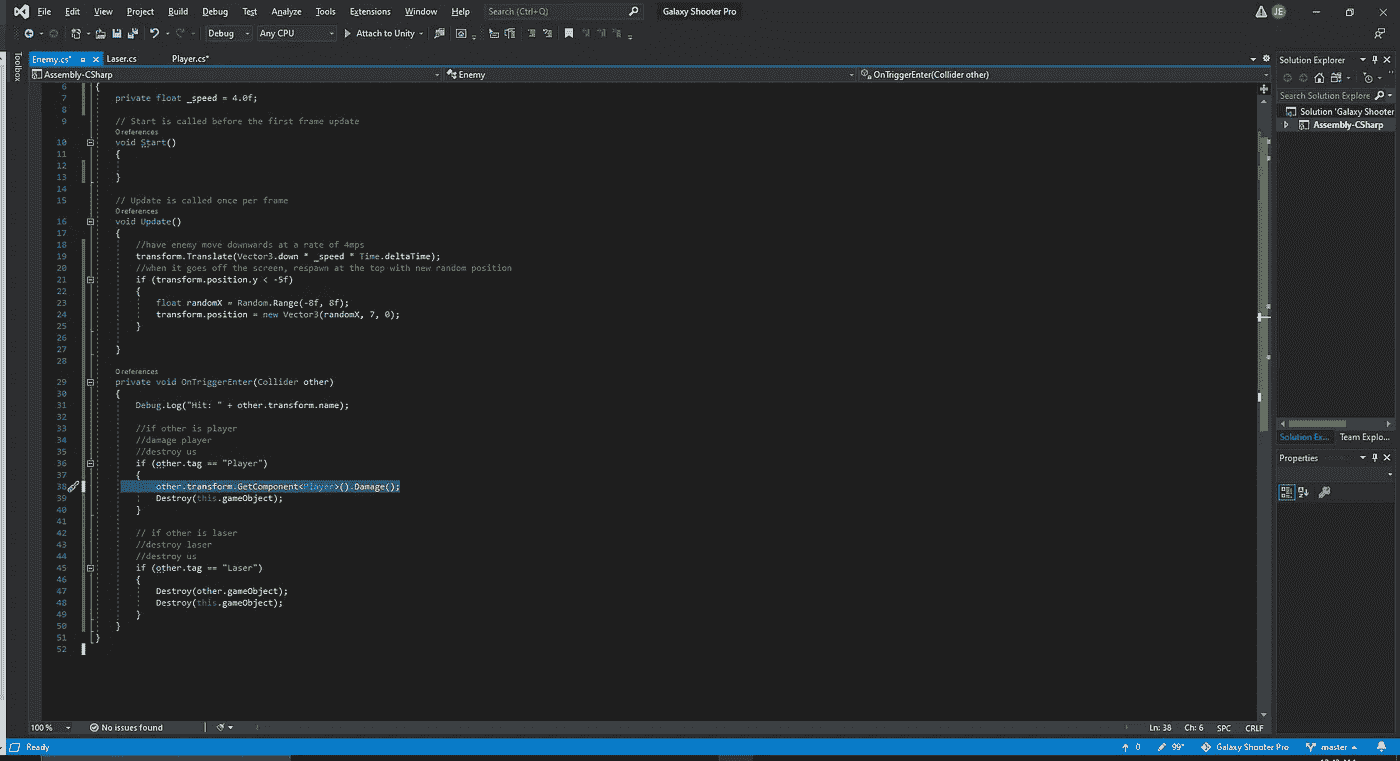 File Edit View Project Build Debug Test Analyze Tools Extensions Window Help Search (Ctrl+Q) Galaxy Shooter Pro JE
Debug Any CPU Attach to Unity
Toolbox
Enemy.cs* Laser.cs Player.cs*
Assembly-CSharp Enemy OnTriggerEnter(Collider other)
6 {
7 private float _speed = 4.0f;
8
9 // Start is called before the first frame update
0 references
10 void Start()
11 {
12
13 }
14
15 // Update is called once per frame
0 references
16 void Update()
17 {
18 //have enemy move downwards at a rate of 4mps
19 transform.Translate(Vector3.down * _speed * Time.deltaTime);
20 //when it goes off the screen, respawn at the top with new random position
21 if (transform.position.y < -5f)
22 {
23 float randomX = Random.Range(-8f, 8f);
24 transform.position = new Vector3(randomX, 7, 0);
25 }
26
27 }
28
0 references
29 private void OnTriggerEnter(Collider other)
30 {
31 Debug.Log("Hit: " + other.transform.name);
32
33 //if other is player
34 //damage player
35 //destroy us
36 if (other.tag == "Player")
37 {
38 other.transform.GetComponent<Player>().Damage();
39 Destroy(this.gameObject);
40 }
41
42 // if other is laser
43 //destroy laser
44 //destroy us
45 if (other.tag == "Laser")
46 {
47 Destroy(other.gameObject);
48 Destroy(this.gameObject);
49 }
50 }
51 }
52
Solution Explorer
Search Solution Explore
Solution 'Galaxy Shooter
Assembly-CSharp
Solution Ex... Team Explo...
Properties
100 % No issues found Ln: 38 Ch: 6 SPC CRLF
Ready 0 99+ Galaxy Shooter Pro master